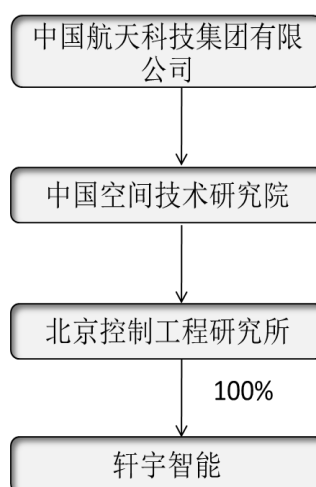 中国航天科技集团有限
公司
中国空间技术研究院
北京控制工程研究所
100%
轩宇智能